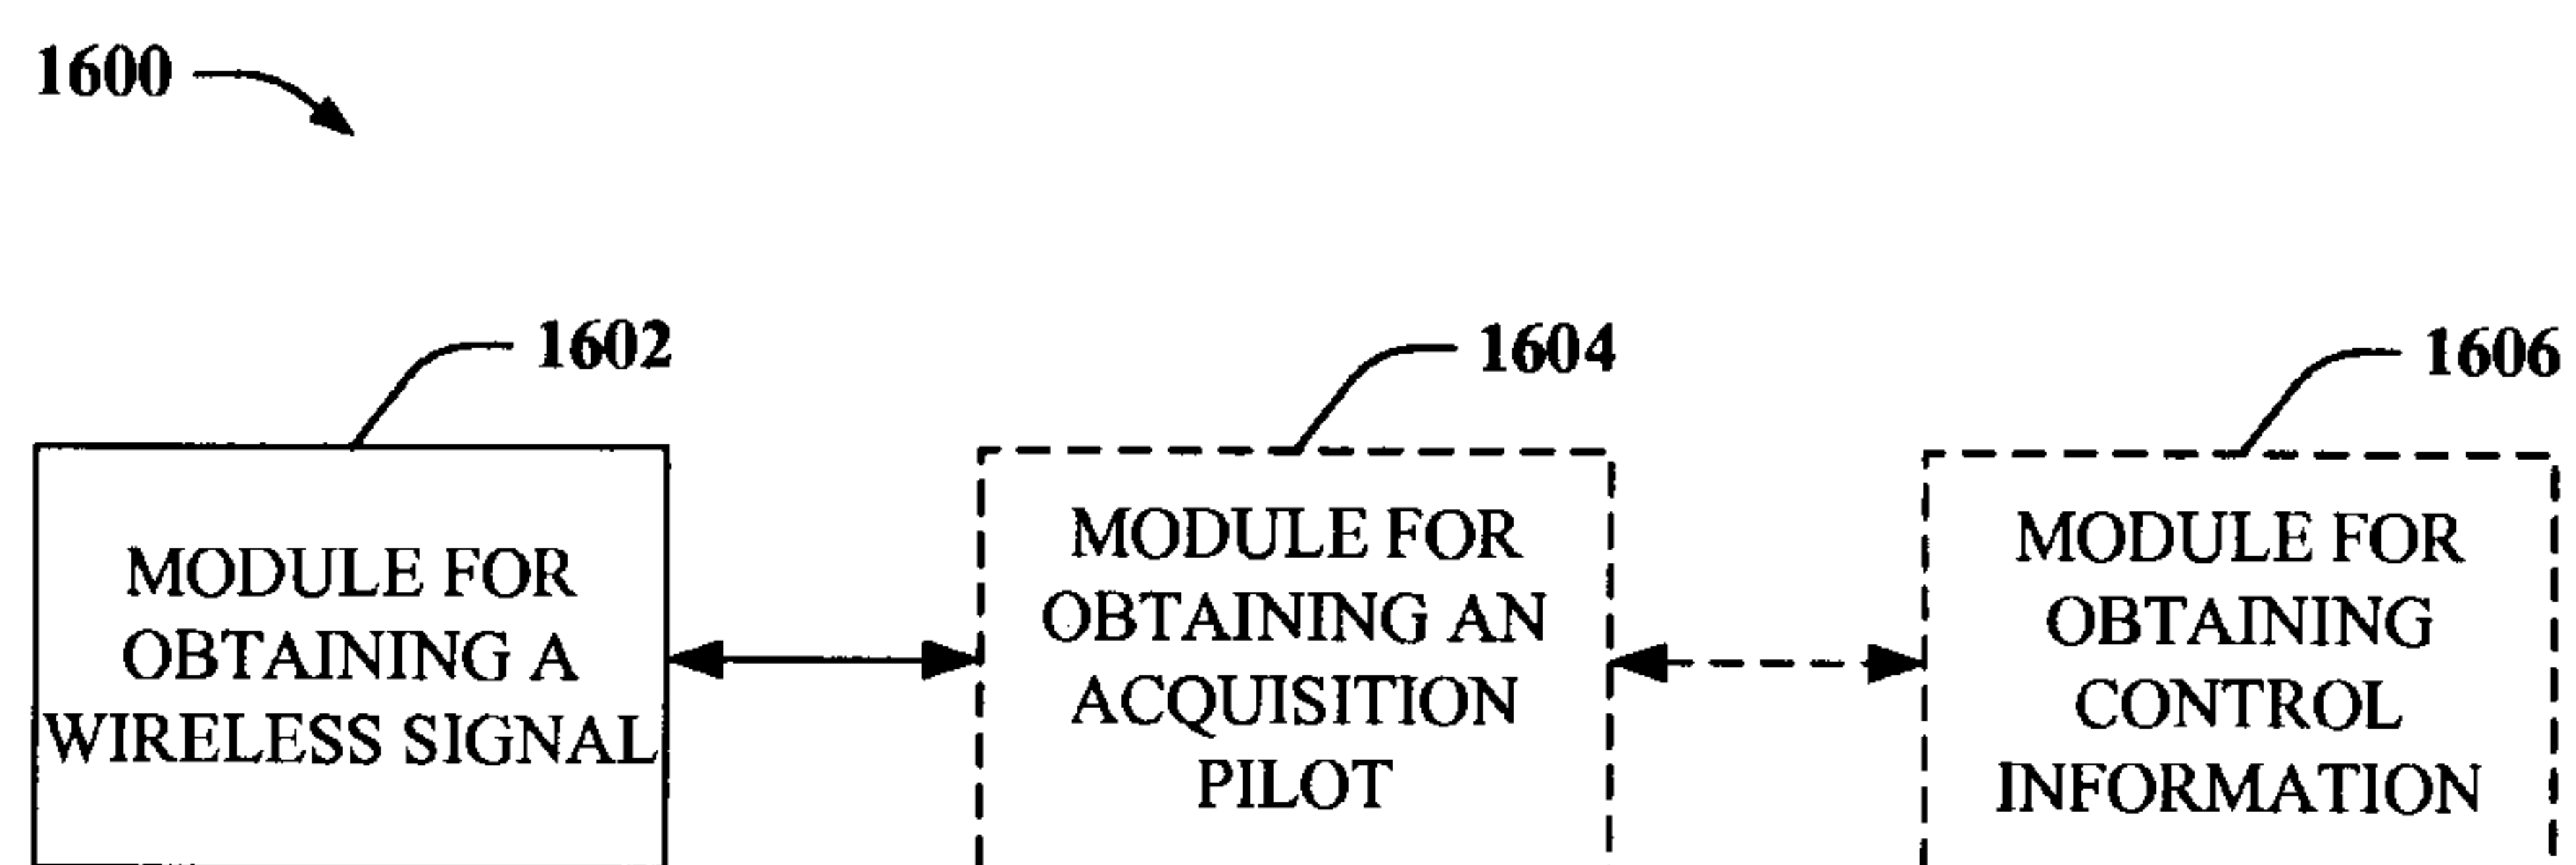 1600
1602
1604
1606
MODULE FOR
OBTAINING A
WIRELESS SIGNAL
MODULE FOR
OBTAINING AN
ACQUISITION
PILOT
MODULE FOR
OBTAINING
CONTROL
INFORMATION